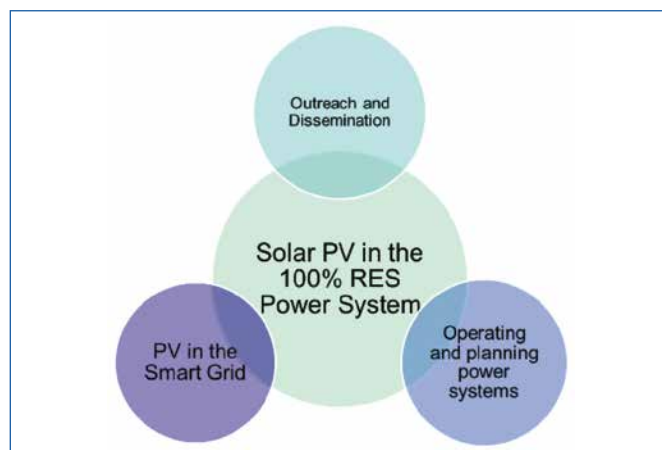 Outreach and
Dissemination
Solar PV in the
100% RES
Power System
PV in the
Smart Grid
Operating
and planning
power
systems